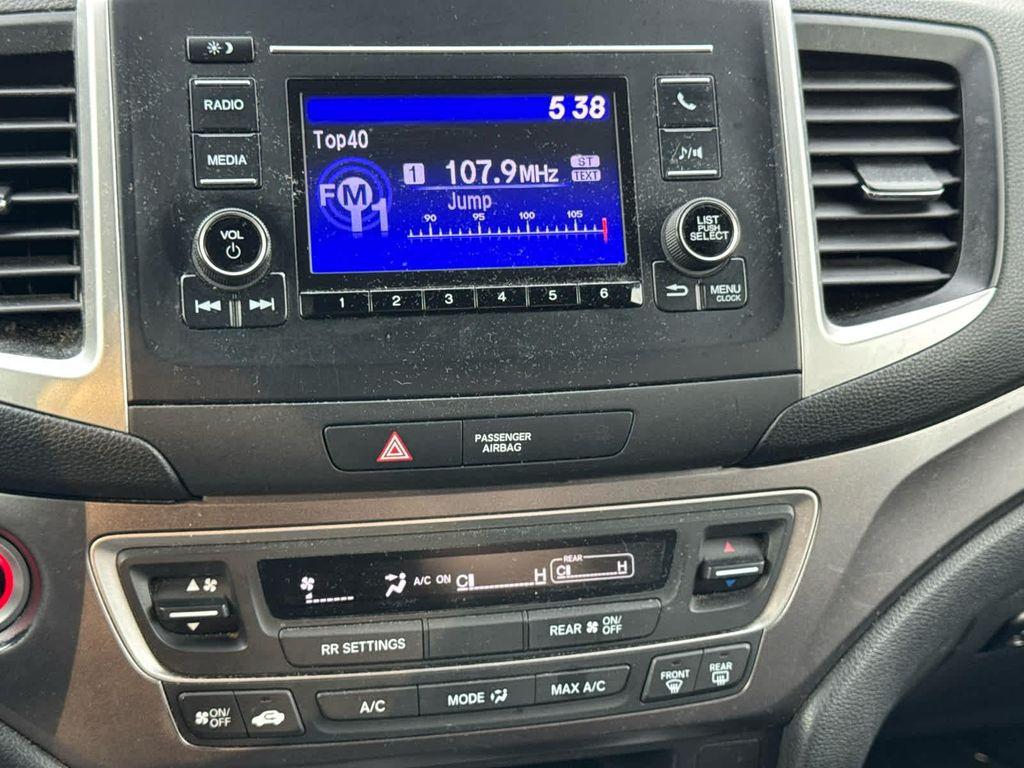 RADIO
MEDIA
VOL
5 38
Top40
FM1
1 107.9MHz ST
TEXT
Jump
90 95 100 105
1 2 3 4 5 6
LIST
PUSH
SELECT
MENU
CLOCK
PASSENGER
AIRBAG
A/C ON C H
REAR
C H
RR SETTINGS
REAR ON/OFF
ON/OFF
A/C
MODE
MAX A/C
FRONT
REAR